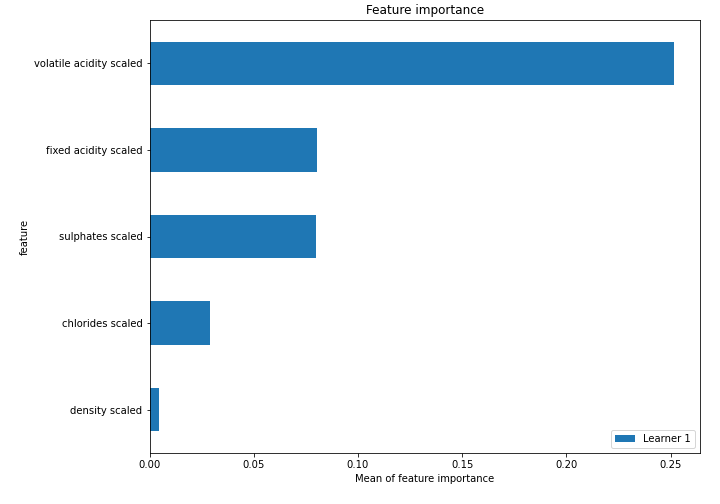 Feature importance
volatile acidity scaled
fixed acidity scaled
sulphates scaled
chlorides scaled
density scaled
feature
Learner 1
0.00 0.05 0.10 0.15 0.20 0.25
Mean of feature importance